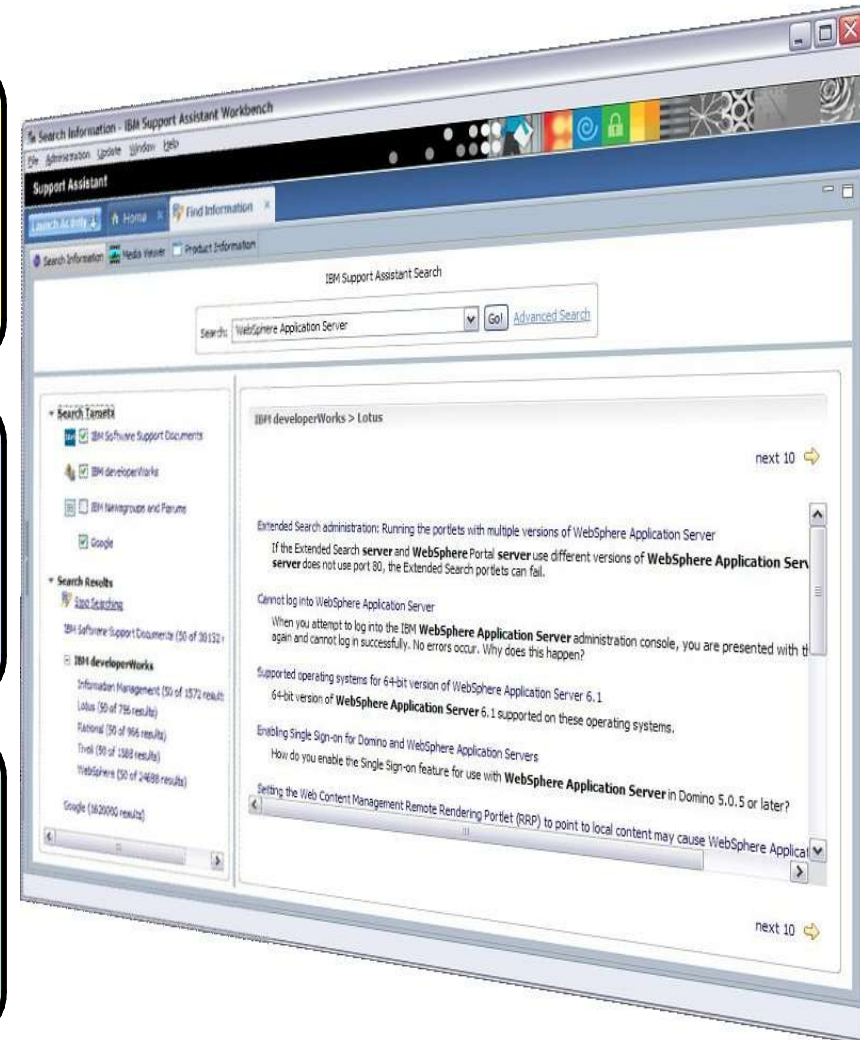 Search Information - IBM Support Assistant Workbench
File Administration Update Window Help
Support Assistant
Launch Activity Home Find Information
Search Information Media Viewer Product Information
IBM Support Assistant Search
Search: WebSphere Application Server Go! Advanced Search
Search Targets
IBM Software Support Documents
IBM developerWorks
IBM Newsgroups and Forums
Google
Search Results
Stop Searching
IBM Software Support Documents (50 of 38132 r
IBM developerWorks
Information Management (50 of 1572 result
Lotus (50 of 796 results)
Rational (50 of 966 results)
Tivoli (50 of 1388 results)
WebSphere (50 of 24688 results)
Google (1620000 results)
IBM developerWorks > Lotus
next 10
Extended Search administration: Running the portlets with multiple versions of WebSphere Application Server
If the Extended Search server and WebSphere Portal server use different versions of WebSphere Application Serv
server does not use port 80, the Extended Search portlets can fail.
Cannot log into WebSphere Application Server
When you attempt to log into the IBM WebSphere Application Server administration console, you are presented with th
again and cannot log in successfully. No errors occur. Why does this happen?
Supported operating systems for 64-bit version of WebSphere Application Server 6.1
64-bit version of WebSphere Application Server 6.1 supported on these operating systems.
Enabling Single Sign-on for Domino and WebSphere Application Servers
How do you enable the Single Sign-on feature for use with WebSphere Application Server in Domino 5.0.5 or later?
Setting the Web Content Management Remote Rendering Portlet (RRP) to point to local content may cause WebSphere Applicat
next 10